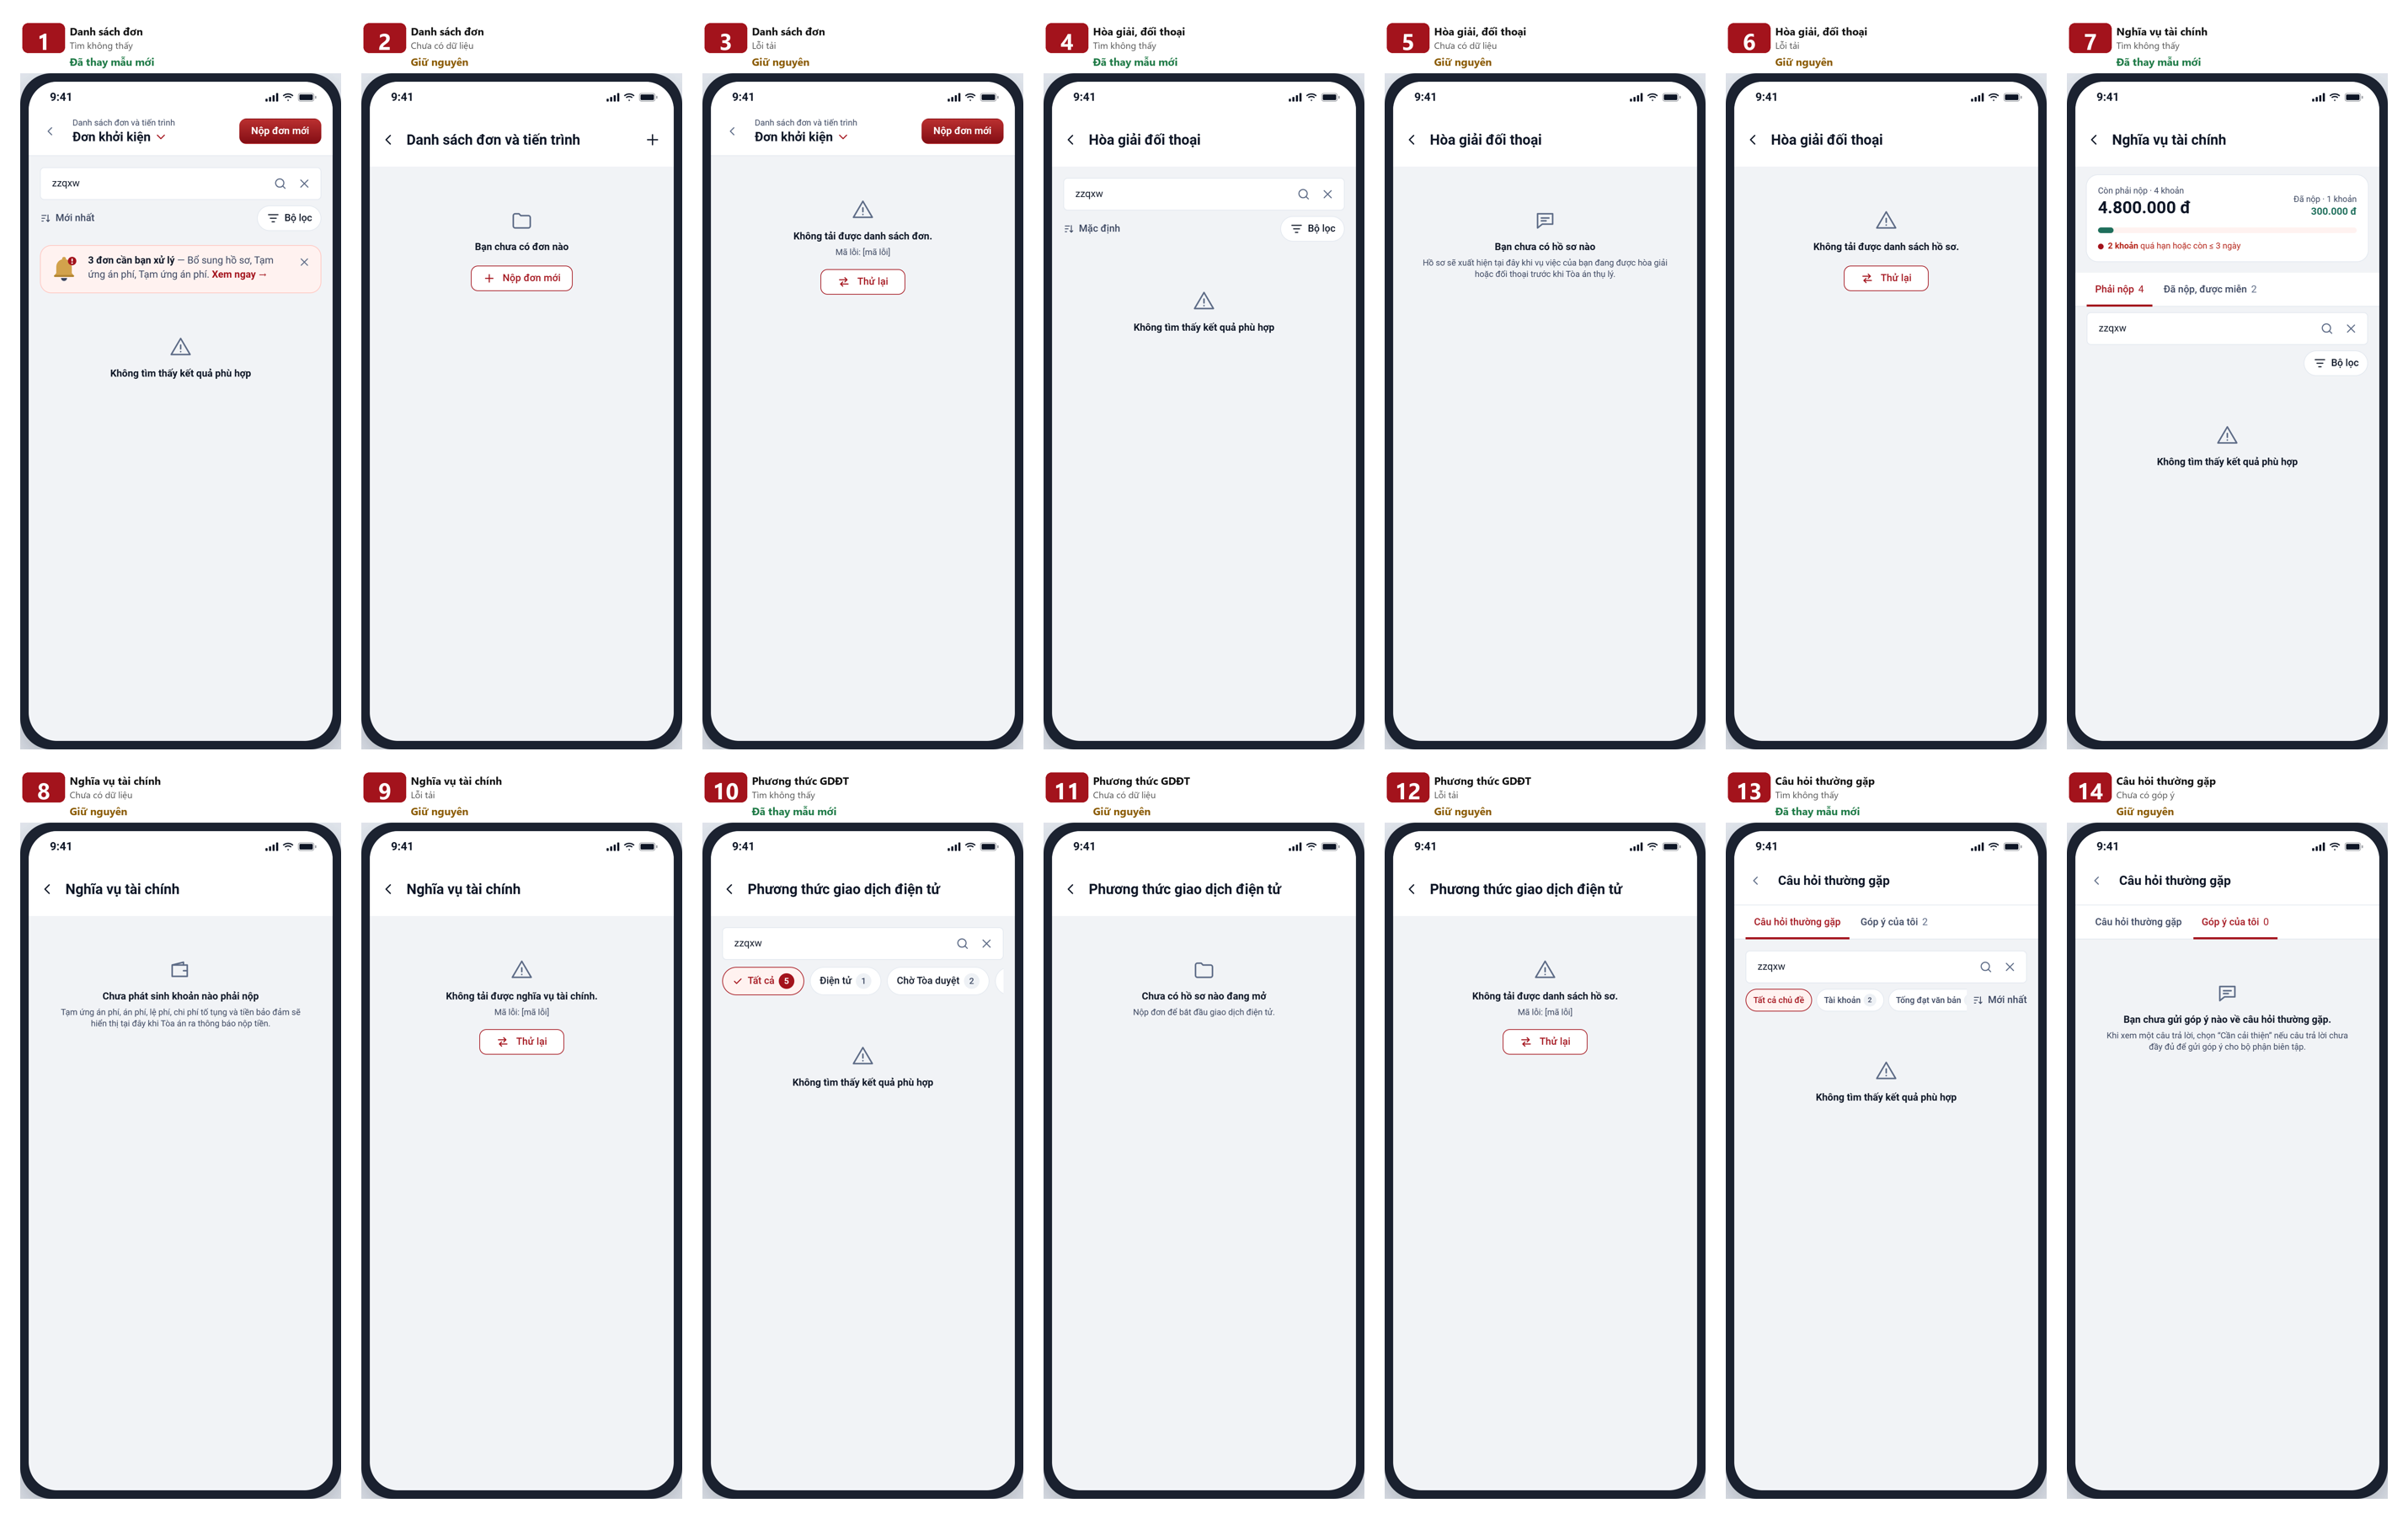 1
Danh sách đơn
Tìm không thấy
Đã thay mẫu mới
9:41
Danh sách đơn và tiến trình
Đơn khởi kiện
Nộp đơn mới
zzqxw
Mới nhất
Bộ lọc
3 đơn cần bạn xử lý — Bổ sung hồ sơ, Tạm
ứng án phí, Tạm ứng án phí. Xem ngay →
Không tìm thấy kết quả phù hợp
2
Danh sách đơn
Chưa có dữ liệu
Giữ nguyên
9:41
Danh sách đơn và tiến trình
Bạn chưa có đơn nào
Nộp đơn mới
3
Danh sách đơn
Lỗi tải
Giữ nguyên
9:41
Danh sách đơn và tiến trình
Đơn khởi kiện
Nộp đơn mới
Không tải được danh sách đơn.
Mã lỗi: [mã lỗi]
Thử lại
4
Hòa giải, đối thoại
Tìm không thấy
Đã thay mẫu mới
9:41
Hòa giải đối thoại
zzqxw
Mặc định
Bộ lọc
Không tìm thấy kết quả phù hợp
5
Hòa giải, đối thoại
Chưa có dữ liệu
Giữ nguyên
9:41
Hòa giải đối thoại
Bạn chưa có hồ sơ nào
Hồ sơ sẽ xuất hiện tại đây khi vụ việc của bạn đang được hòa giải
hoặc đối thoại trước khi Tòa án thụ lý.
6
Hòa giải, đối thoại
Lỗi tải
Giữ nguyên
9:41
Hòa giải đối thoại
Không tải được danh sách hồ sơ.
Thử lại
7
Nghĩa vụ tài chính
Tìm không thấy
Đã thay mẫu mới
9:41
Nghĩa vụ tài chính
Còn phải nộp · 4 khoản
4.800.000 đ
Đã nộp · 1 khoản
300.000 đ
2 khoản quá hạn hoặc còn ≤ 3 ngày
Phải nộp 4
Đã nộp, được miễn 2
zzqxw
Bộ lọc
Không tìm thấy kết quả phù hợp
8
Nghĩa vụ tài chính
Chưa có dữ liệu
Giữ nguyên
9:41
Nghĩa vụ tài chính
Chưa phát sinh khoản nào phải nộp
Tạm ứng án phí, án phí, lệ phí, chi phí tố tụng và tiền bảo đảm sẽ
hiển thị tại đây khi Tòa án ra thông báo nộp tiền.
9
Nghĩa vụ tài chính
Lỗi tải
Giữ nguyên
9:41
Nghĩa vụ tài chính
Không tải được nghĩa vụ tài chính.
Mã lỗi: [mã lỗi]
Thử lại
10
Phương thức GDĐT
Tìm không thấy
Đã thay mẫu mới
9:41
Phương thức giao dịch điện tử
zzqxw
Tất cả 5
Điện tử 1
Chờ Tòa duyệt 2
Không tìm thấy kết quả phù hợp
11
Phương thức GDĐT
Chưa có dữ liệu
Giữ nguyên
9:41
Phương thức giao dịch điện tử
Chưa có hồ sơ nào đang mở
Nộp đơn để bắt đầu giao dịch điện tử.
12
Phương thức GDĐT
Lỗi tải
Giữ nguyên
9:41
Phương thức giao dịch điện tử
Không tải được danh sách hồ sơ.
Mã lỗi: [mã lỗi]
Thử lại
13
Câu hỏi thường gặp
Tìm không thấy
Đã thay mẫu mới
9:41
Câu hỏi thường gặp
Câu hỏi thường gặp
Góp ý của tôi 2
zzqxw
Tất cả chủ đề
Tài khoản 2
Tống đạt văn bản
Mới nhất
Không tìm thấy kết quả phù hợp
14
Câu hỏi thường gặp
Chưa có góp ý
Giữ nguyên
9:41
Câu hỏi thường gặp
Câu hỏi thường gặp
Góp ý của tôi 0
Bạn chưa gửi góp ý nào về câu hỏi thường gặp.
Khi xem một câu trả lời, chọn “Cần cải thiện” nếu câu trả lời chưa
đầy đủ để gửi góp ý cho bộ phận biên tập.